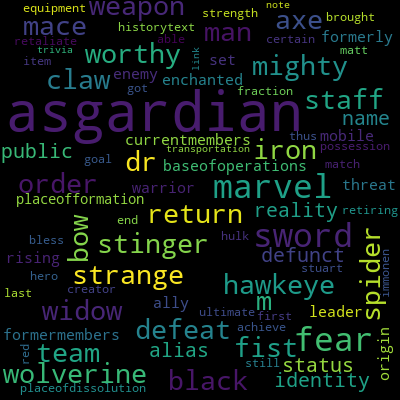 equipment strength note brought
weapon
historytext axe
mace man formerly
retaliate able certain matt
trivia worthy mighty
item enemy set link
claw got enchanted staff
asgardian
fraction name
currentmembers thus mobile
public dr iron
transportation possession
goal baseofoperations match
order warrior marvel threat
placeofformation return reality retiring
bow end sword
bless stinger defunct
rising hulk stuart spider immonen
hero strange hawkeye
last creator ultimate first m
widow ally achieve leader
formermembers defeat fear origin
red team alias fist still status
wolverine black identity
placeofdissolution